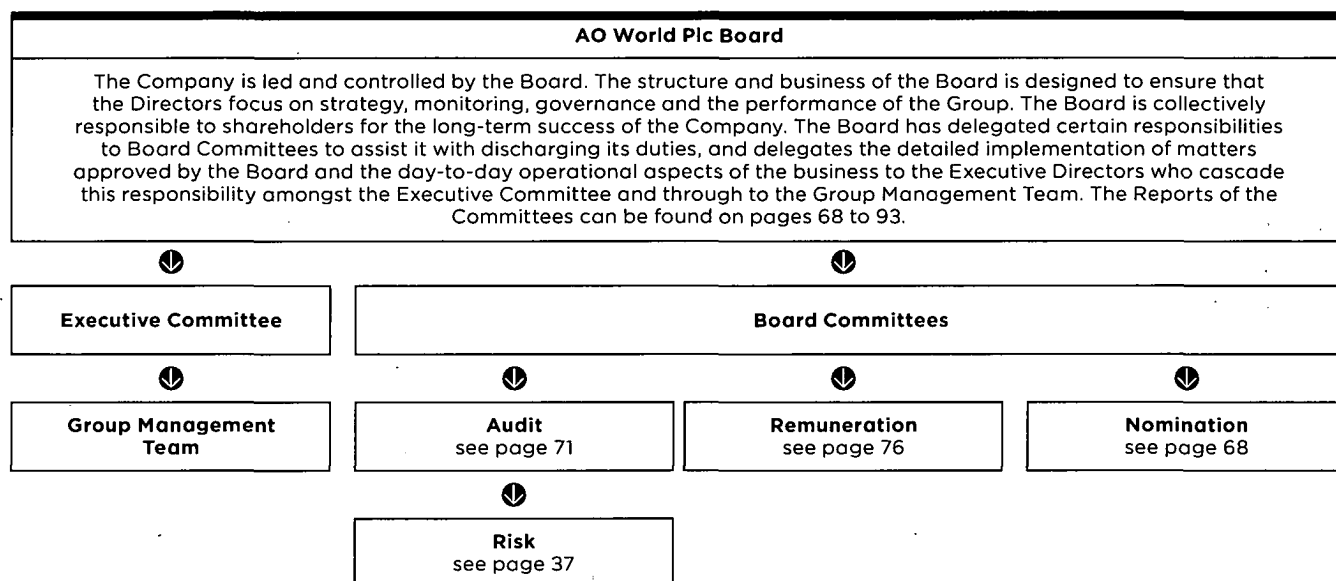 AO World Plc Board
The Company is led and controlled by the Board. The structure and business of the Board is designed to ensure that
the Directors focus on strategy, monitoring, governance and the performance of the Group. The Board is collectively
responsible to shareholders for the long-term success of the Company. The Board has delegated certain responsibilities
to Board Committees to assist it with discharging its duties, and delegates the detailed implementation of matters
approved by the Board and the day-to-day operational aspects of the business to the Executive Directors who cascade
this responsibility amongst the Executive Committee and through to the Group Management Team. The Reports of the
Committees can be found on pages 68 to 93.
Executive Committee
Board Committees
Group Management
Team
Audit
see page 71
Remuneration
see page 76
Nomination
see page 68
Risk
see page 37